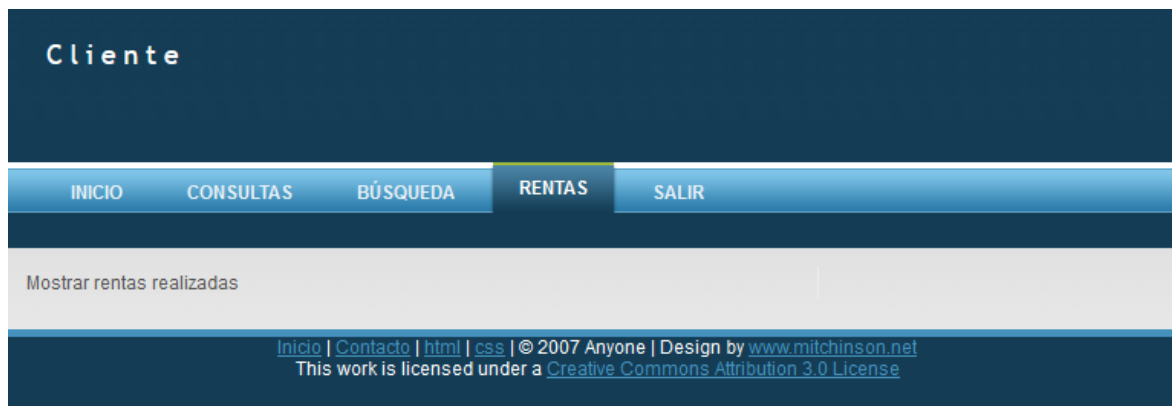 Cliente
INICIO CONSULTAS BÚSQUEDA RENTAS SALIR
Mostrar rentas realizadas
Inicio | Contacto | html | css | © 2007 Anyone | Design by www.mitchinson.net
This work is licensed under a Creative Commons Attribution 3.0 License